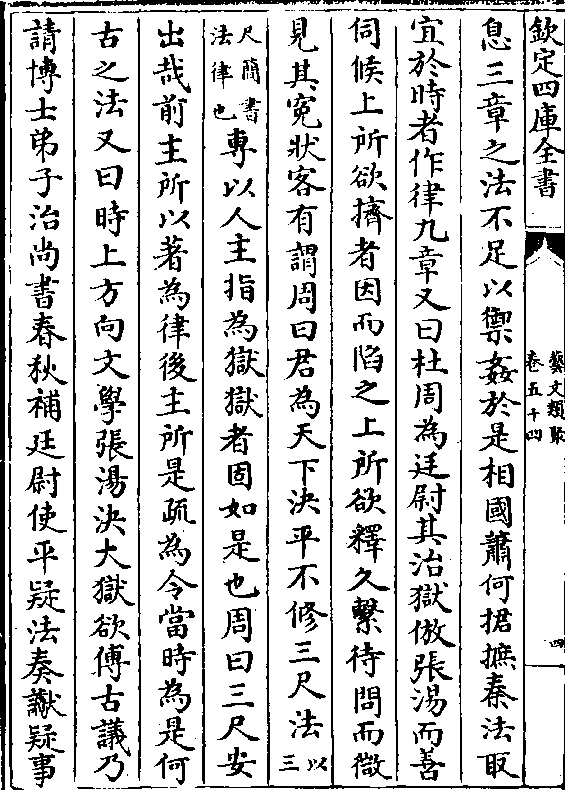 欽定四庫全書
藝文類聚
卷五十四
四
息三章之法不足以禦姦於是相國蕭何捃摭秦法取
宜於時者作律九章又曰杜周為廷尉其治獄倣張湯而善
伺候上所欲擠者因而陷之上所欲釋久繫待問而微
見其寃狀客有謂周曰君為天下決平不修三尺法以三
尺簡書法律也專以人主指為獄獄者固如是也周曰三尺安
出哉前主所以著為律後主所是疏為令當時為是何
古之法又曰時上方向文學張湯決大獄欲傅古議乃
請博士弟子治尚書春秋補廷尉使平疑法奏讞疑事